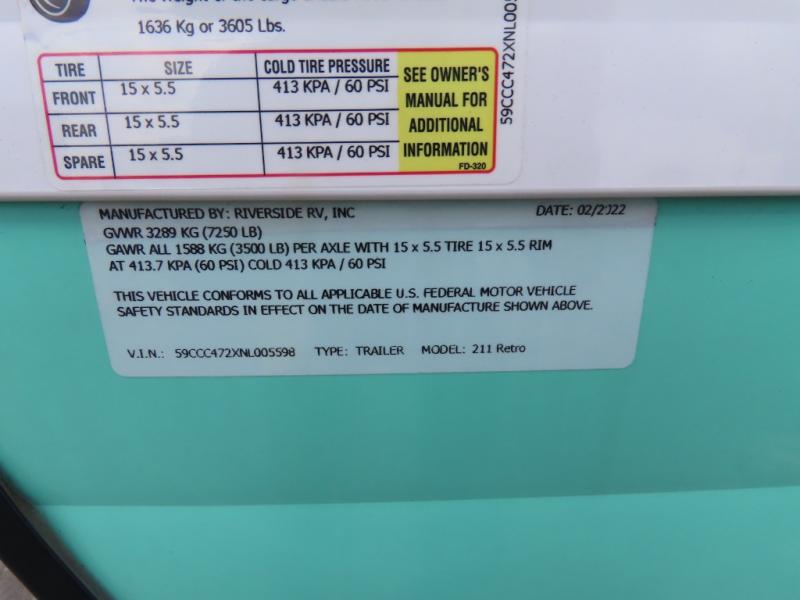 1636 Kg or 3605 Lbs.
59CCC472XNL005
TIRE SIZE COLD TIRE PRESSURE
FRONT 15 x 5.5 413 KPA / 60 PSI
REAR 15 x 5.5 413 KPA / 60 PSI
SPARE 15 x 5.5 413 KPA / 60 PSI
SEE OWNER'S
MANUAL FOR
ADDITIONAL
INFORMATION
FD-320
MANUFACTURED BY: RIVERSIDE RV, INC DATE: 02/2022
GVWR 3289 KG (7250 LB)
GAWR ALL 1588 KG (3500 LB) PER AXLE WITH 15 x 5.5 TIRE 15 x 5.5 RIM
AT 413.7 KPA (60 PSI) COLD 413 KPA / 60 PSI
THIS VEHICLE CONFORMS TO ALL APPLICABLE U.S. FEDERAL MOTOR VEHICLE
SAFETY STANDARDS IN EFFECT ON THE DATE OF MANUFACTURE SHOWN ABOVE.
V.I.N.: 59CCC472XNL005598 TYPE: TRAILER MODEL: 211 Retro